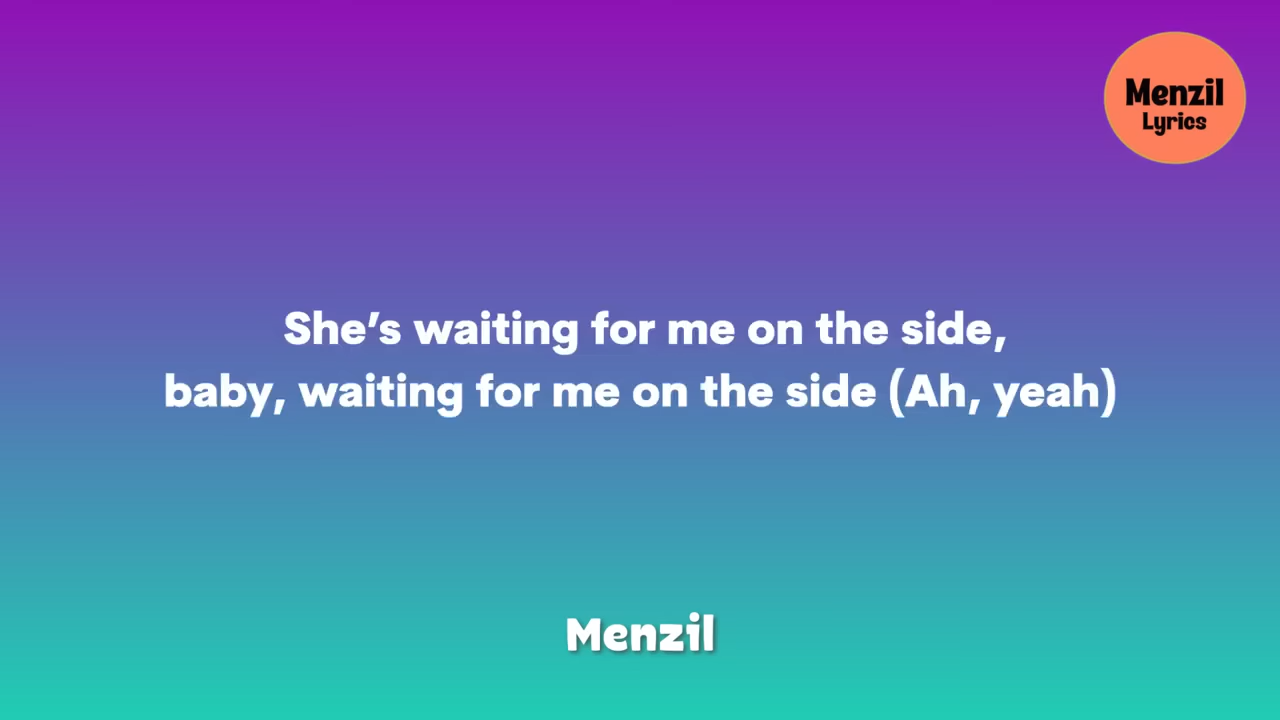 Menzil
Lyrics
She’s waiting for me on the side,
baby, waiting for me on the side (Ah, yeah)
Menzil